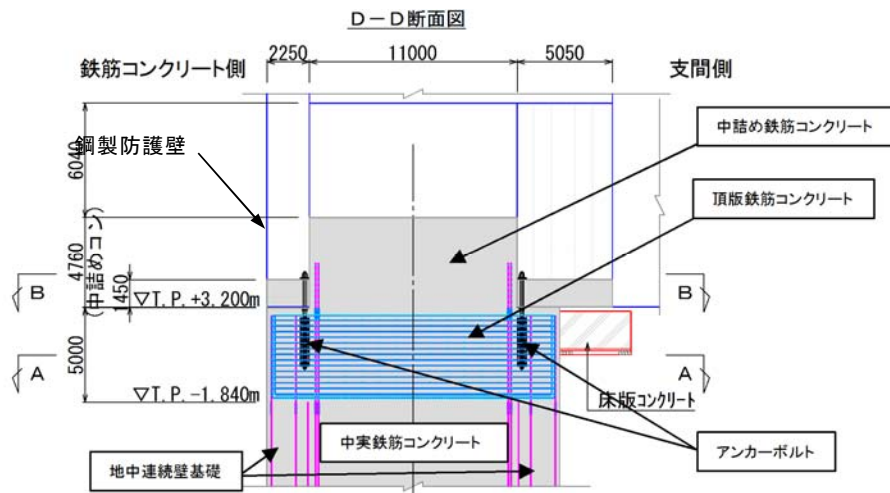 D－D断面図
2250
11000
5050
鉄筋コンクリート側
支間側
中詰め鉄筋コンクリート
鋼製防護壁
6040
頂版鉄筋コンクリート
4760
(中詰めコン)
1450
B
B
▽T.P.+3.200m
5000
A
A
▽T.P.-1.840m
床版コンクリート
中実鉄筋コンクリート
アンカーボルト
地中連続壁基礎